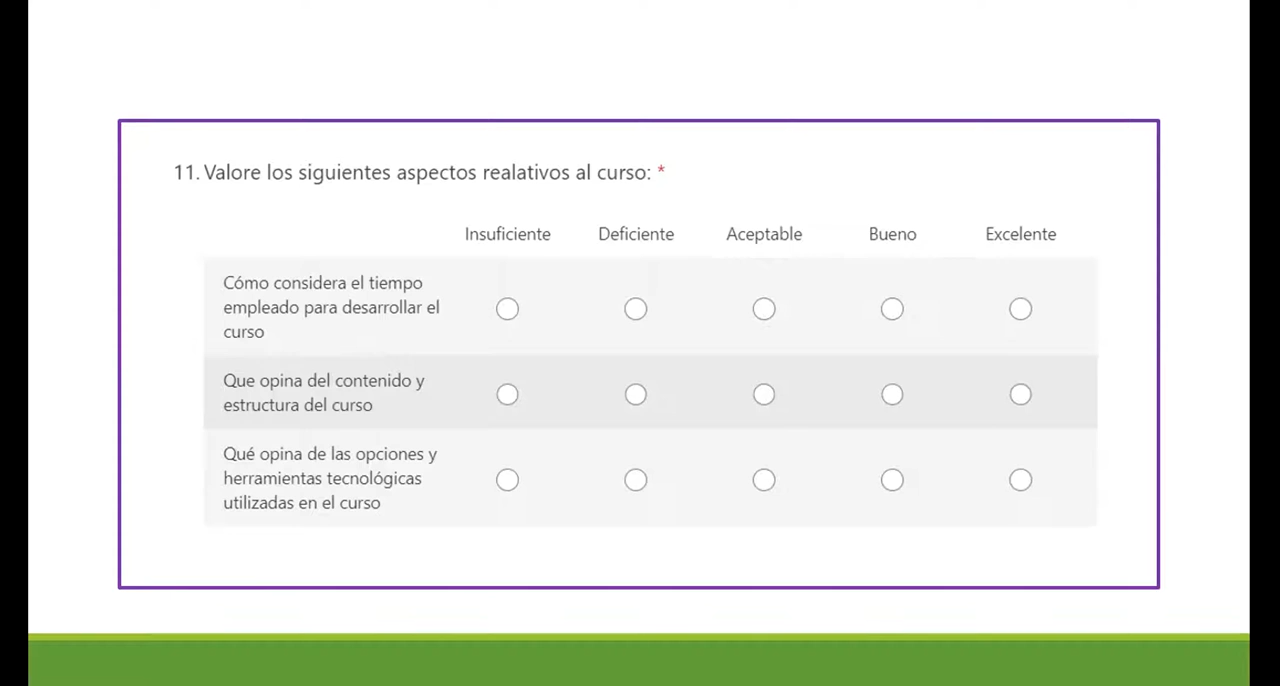 11. Valore los siguientes aspectos realativos al curso: *
Insuficiente Deficiente Aceptable Bueno Excelente
Cómo considera el tiempo
empleado para desarrollar el
curso
Que opina del contenido y
estructura del curso
Qué opina de las opciones y
herramientas tecnológicas
utilizadas en el curso